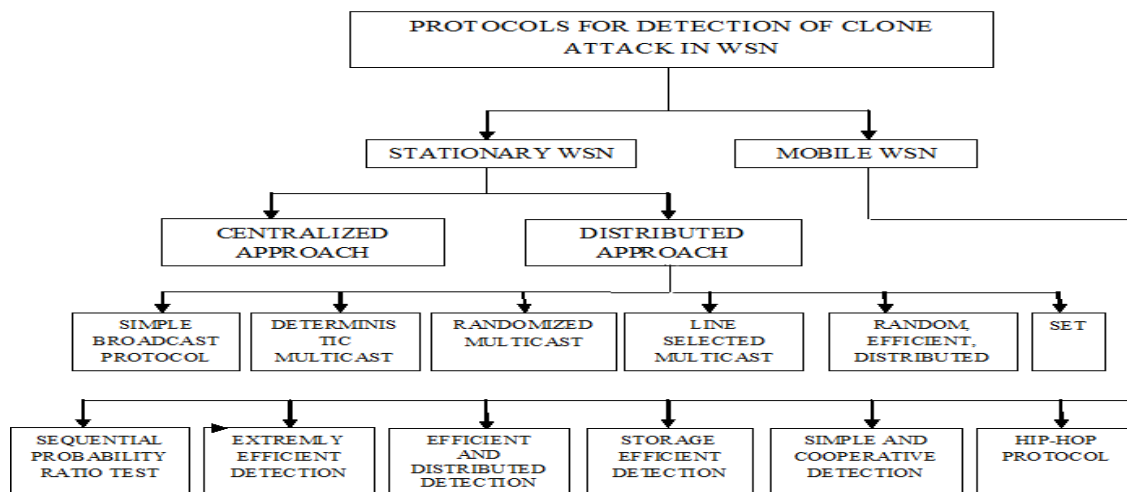 PROTOCOLS FOR DETECTION OF CLONE
ATTACK IN WSN
STATIONARY WSN
MOBILE WSN
CENTRALIZED
APPROACH
DISTRIBUTED
APPROACH
SIMPLE
BROADCAST
PROTOCOL
DETERMINIS
TIC
MULTICAST
RANDOMIZED
MULTICAST
LINE
SELECTED
MULTICAST
RANDOM,
EFFICIENT,
DISTRIBUTED
SET
SEQUENTIAL
PROBABILITY
RATIO TEST
EXTREMLY
EFFICIENT
DETECTION
EFFICIENT
AND
DISTRIBUTED
DETECTION
STORAGE
EFFICIENT
DETECTION
SIMPLE AND
COOPERATIVE
DETECTION
HIP-HOP
PROTOCOL